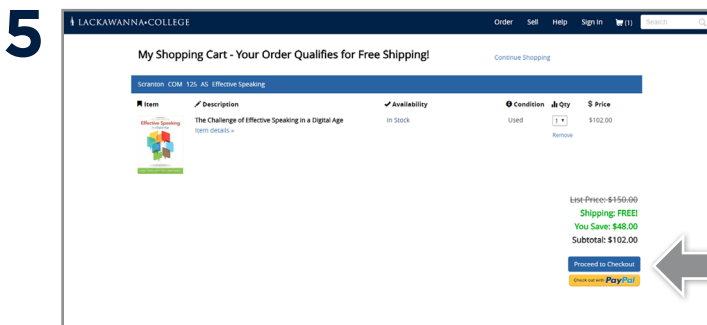 5
LACKAWANNA•COLLEGE
Order Sell Help Sign In (1) Search
My Shopping Cart - Your Order Qualifies for Free Shipping!
Continue Shopping
Scranton COM 125 AS Effective Speaking
Item Description Availability Condition Qty $ Price
Effective Speaking
The Challenge of Effective Speaking in a Digital Age In Stock Used 1 $102.00
Item details »
Remove
List Price: $150.00
Shipping: FREE!
You Save: $48.00
Subtotal: $102.00
Proceed to Checkout
Check out with PayPal